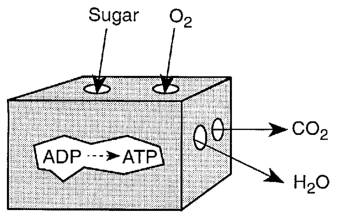 Sugar O₂
ADP ⇢ ATP
CO₂
H₂O